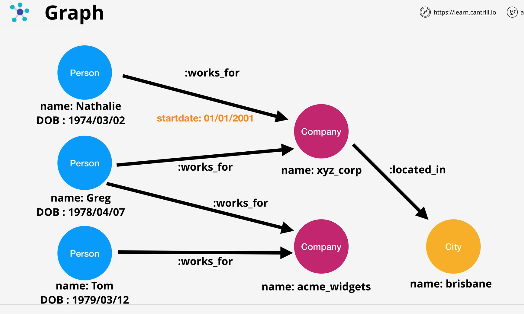 Graph
https://learn.cantrill.io
a
Person
:works_for
name: Nathalie
DOB : 1974/03/02
startdate: 01/01/2001
Company
name: xyz_corp
Person
:works_for
:located_in
name: Greg
DOB : 1978/04/07
:works_for
Person
:works_for
Company
City
name: Tom
DOB : 1979/03/12
name: acme_widgets
name: brisbane